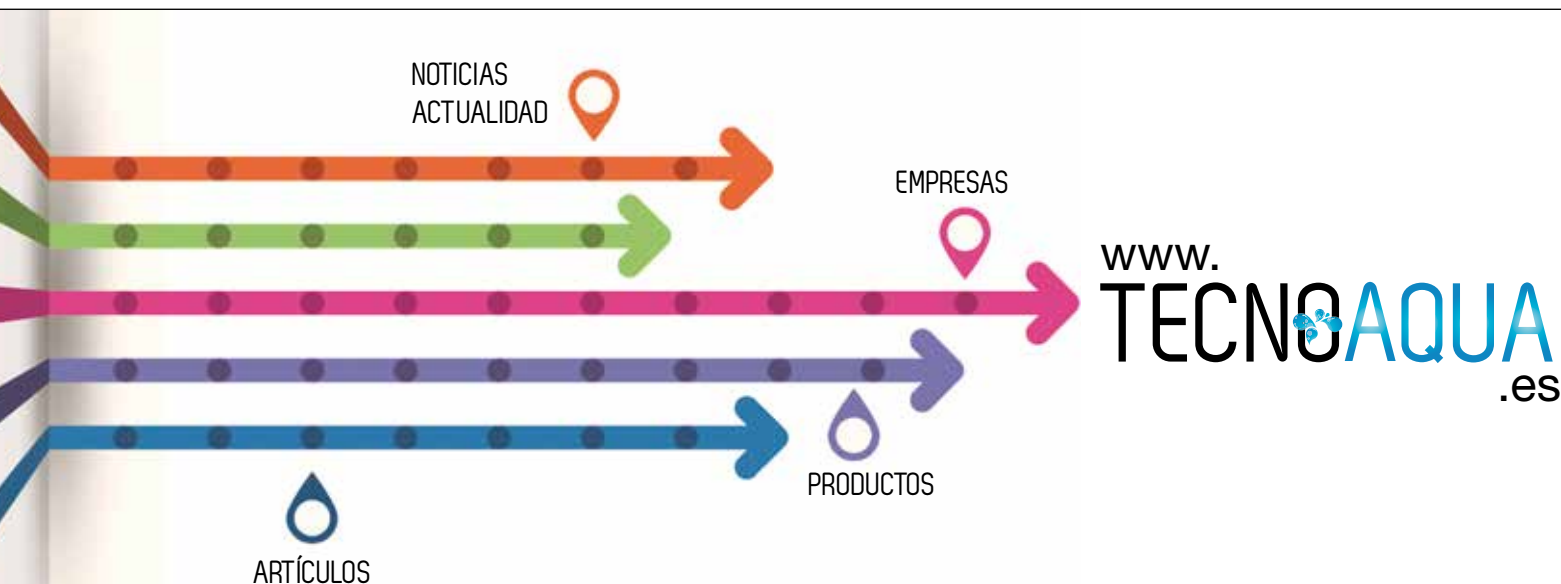 NOTICIAS
ACTUALIDAD
EMPRESAS
www.
TECNOAQUA
.es
PRODUCTOS
ARTÍCULOS